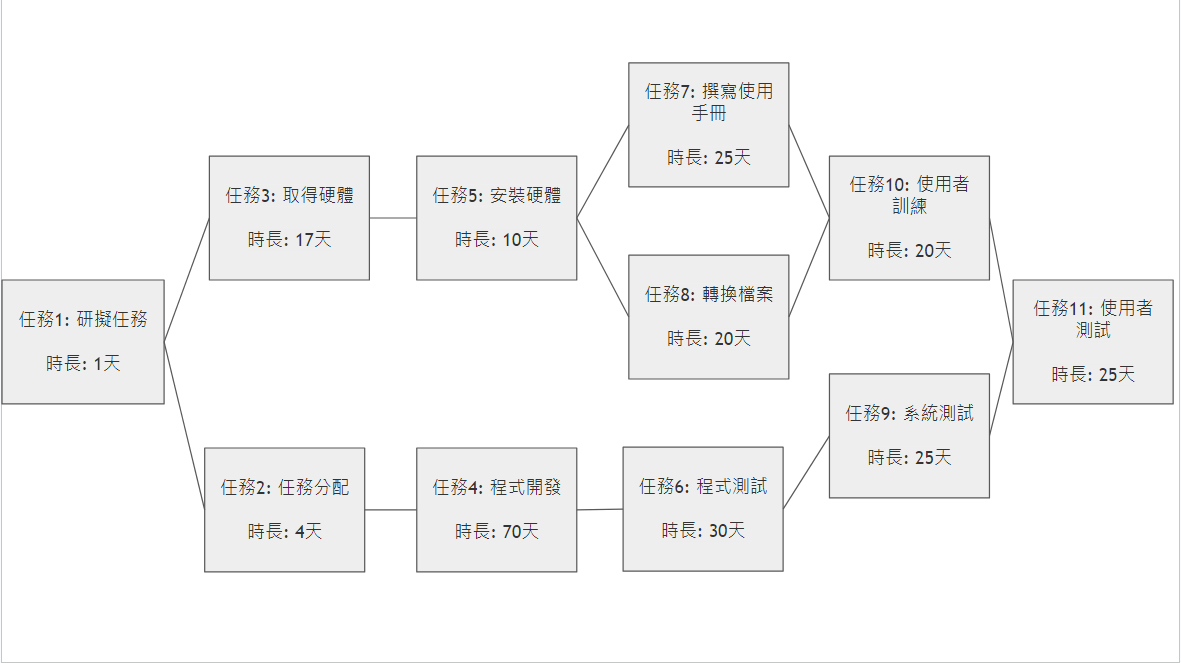 任務7: 撰寫使用
手冊
時長: 25天
任務3: 取得硬體
時長: 17天
任務5: 安裝硬體
時長: 10天
任務10: 使用者
訓練
時長: 20天
任務8: 轉換檔案
時長: 20天
任務1: 研擬任務
時長: 1天
任務11: 使用者
測試
時長: 25天
任務9: 系統測試
時長: 25天
任務2: 任務分配
時長: 4天
任務4: 程式開發
時長: 70天
任務6: 程式測試
時長: 30天